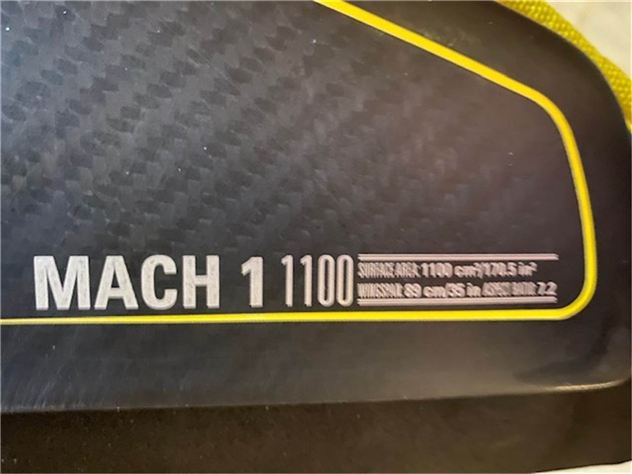 MACH 1 1100
SURFACE AREA: 1100 cm²/170.5 in²
WINGSPAN: 89 cm/35 in ASPECT RATIO: 7.2